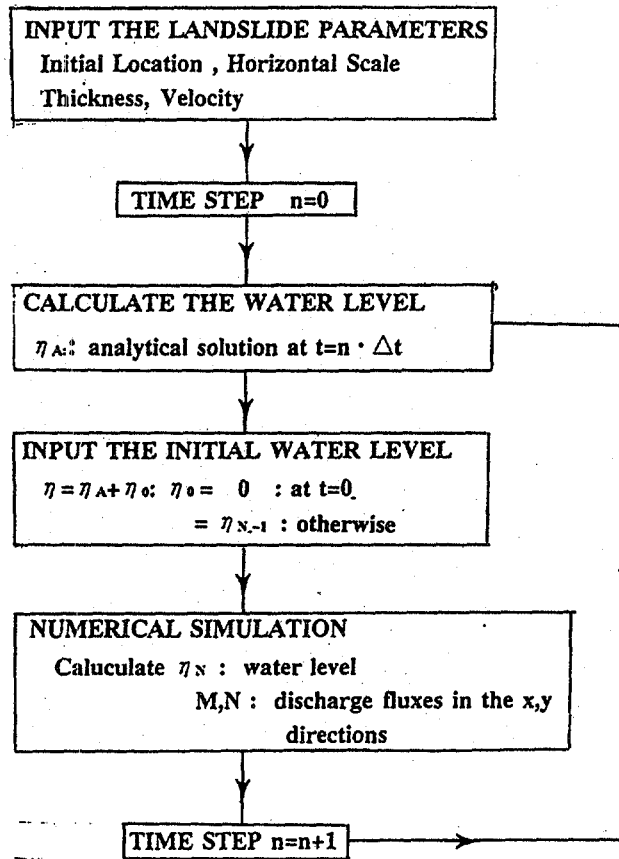 INPUT THE LANDSLIDE PARAMETERS
Initial Location , Horizontal Scale
Thickness, Velocity
TIME STEP n=0
CALCULATE THE WATER LEVEL
η A: : analytical solution at t=n · Δt
INPUT THE INITIAL WATER LEVEL
η = η A + η 0: η 0 = 0 : at t=0
= η N-1 : otherwise
NUMERICAL SIMULATION
Caluculate η N : water level
M,N : discharge fluxes in the x,y
directions
TIME STEP n=n+1